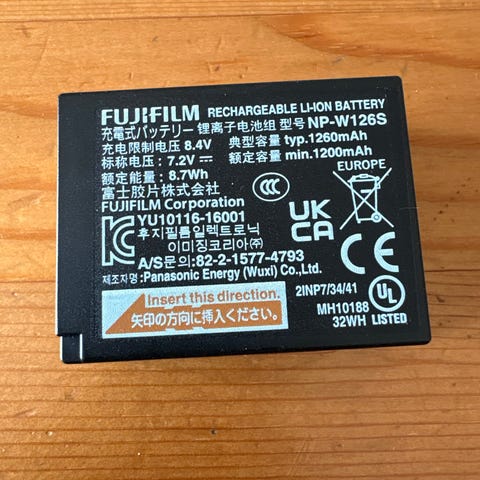 FUJIFILM RECHARGEABLE LI-ION BATTERY
充電式バッテリー 锂离子电池组 型号 NP-W126S
充电限制电压 8.4V 典型容量 typ.1260mAh
标称电压：7.2V 额定容量 min.1200mAh
额定能量：8.7Wh
富士胶片株式会社
FUJIFILM Corporation
YU10116-16001
후지필름일렉트로닉
이미징코리아㈜
A/S문의: 82-2-1577-4793
제조자명:Panasonic Energy (Wuxi) Co.,Ltd.
CCC
UK
CA
EUROPE
CE
Insert this direction.
矢印の方向に挿入ください。
2INP7/34/41
MH10188
32WH
UL
LISTED